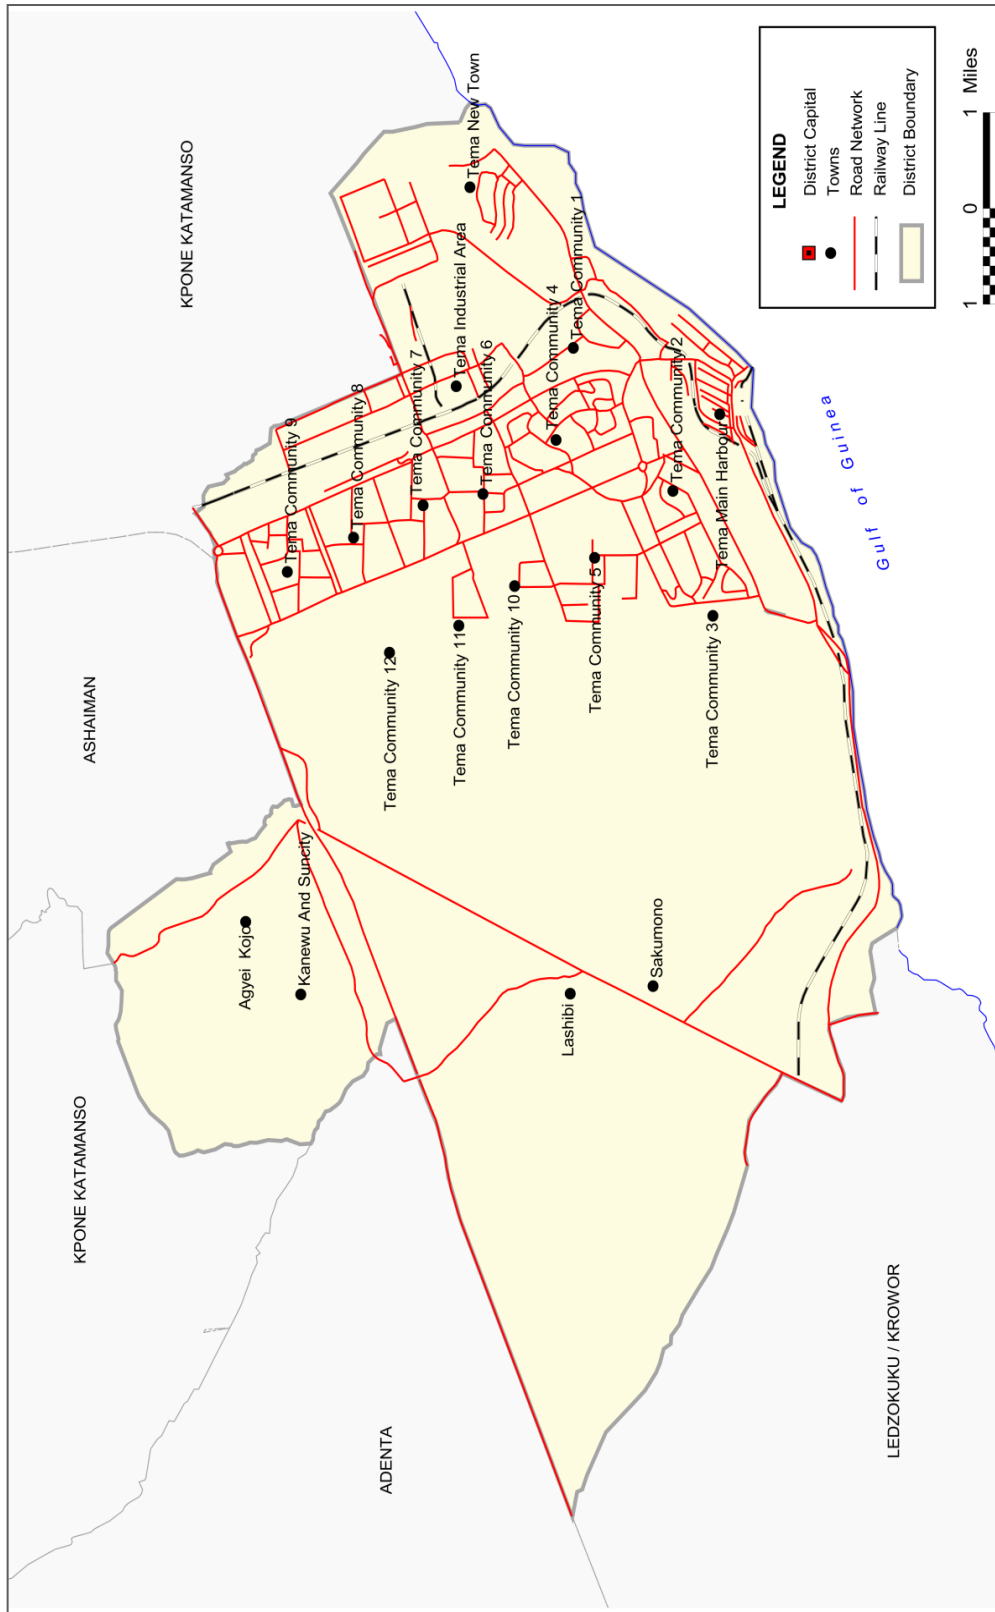 KPONE KATAMANSO
ASHAIMAN
KPONE KATAMANSO
ADENTA
LEDZOKUKU / KROWOR
Agyei Kojo
Kanewu And Suncity
Lashibi
Sakumono
Tema Community 12
Tema Community 11
Tema Community 10
Tema Community 5
Tema Community 3
Tema Community 9
Tema Community 8
Tema Community 7
Tema Community 6
Tema Industrial Area
Tema Community 4
Tema Community 1
Tema Community 2
Tema Main Harbour
Tema New Town
Gulf of Guinea
LEGEND
District Capital
Towns
Road Network
Railway Line
District Boundary
1 0 1 Miles